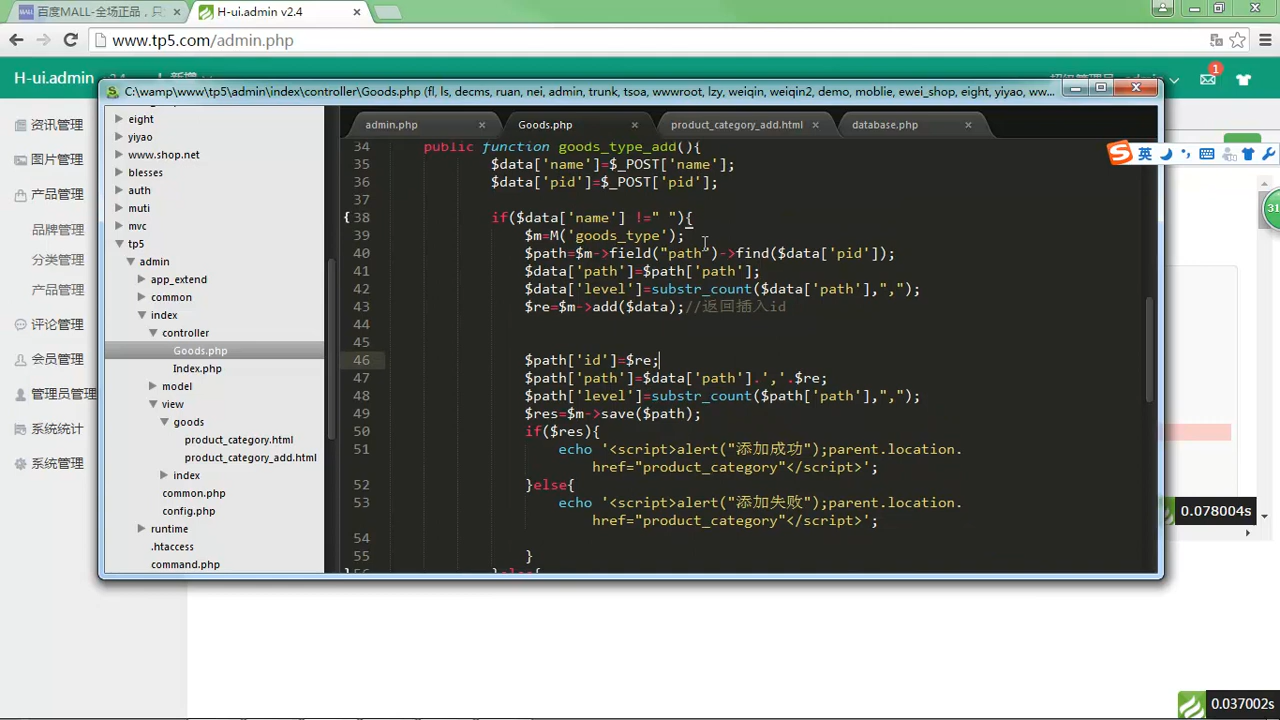 百度MALL-全场正品，只
H-ui.admin v2.4
www.tp5.com/admin.php
H-ui.admin
1
C:\wamp\www\tp5\admin\index\controller\Goods.php
ls, cms, run, nei, admin, trunk, tsoa, wwwroot, lzy, weiqin, weiqin2, demo, moblie, ewei_shop, eight, yiyao, ww...
资讯管理
图片管理
产品管理
品牌管理
分类管理
产品管理
评论管理
会员管理
管理员管理
系统统计
系统管理
eight
yiyao
www.shop.net
blesses
auth
muti
mvc
tp5
admin
app_extend
common
index
controller
Goods.php
Index.php
model
view
goods
product_category.html
product_category_add.html
index
common.php
config.php
runtime
.htaccess
command.php
admin.php
Goods.php
product_category_add.html
database.php
英
31
34 public function goods_type_add(){
35 $data['name']=$_POST['name'];
36 $data['pid']=$_POST['pid'];
37
38 if($data['name'] !=" "){
39 $m=M('goods_type');
40 $path=$m->field("path")->find($data['pid']);
41 $data['path']=$path['path'];
42 $data['level']=substr_count($data['path'],",");
43 $re=$m->add($data);//返回插入id
44
46 $path['id']=$re;
47 $path['path']=$data['path'].','.$re;
48 $path['level']=substr_count($path['path'],",");
49 $res=$m->save($path);
50 if($res){
51 echo '<script>alert("添加成功");parent.location.
href="product_category"</script>';
52 }else{
53 echo '<script>alert("添加失败");parent.location.
href="product_category"</script>';
54
55 }
0.078004s
0.037002s